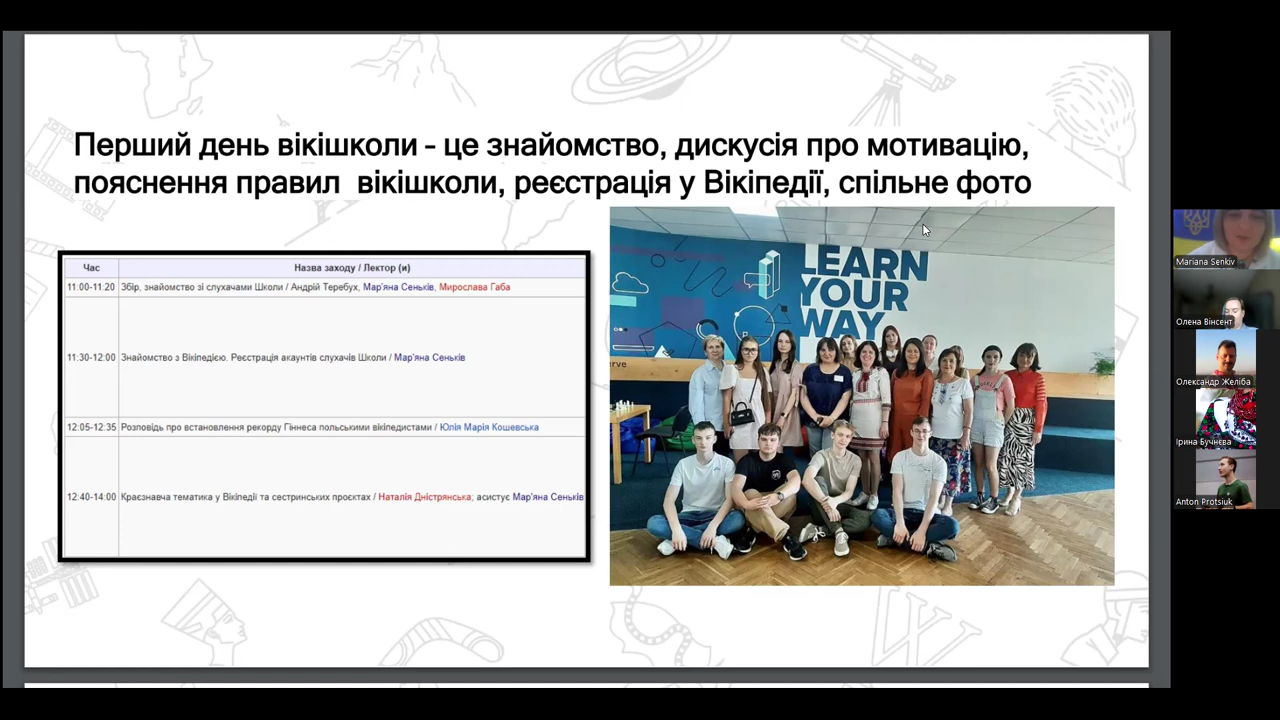 Перший день вікішколи - це знайомство, дискусія про мотивацію,
пояснення правил вікішколи, реєстрація у Вікіпедії, спільне фото
Час Назва заходу / Лектор (и)
11:00-11:20 Збір, знайомство зі слухачами Школи / Андрій Теребух, Мар'яна Сеньків, Мирослава Габа
11:30-12:00 Знайомство з Вікіпедією. Реєстрація акаунтів слухачів Школи / Мар'яна Сеньків
12:05-12:35 Розповідь про встановлення рекорду Гіннеса польськими вікіпедистами / Юлія Марія Кошевська
12:40-14:00 Краєзнавча тематика у Вікіпедії та сестринських проєктах / Наталія Дністрянська; асистує Мар'яна Сеньків
LEARN
YOUR
WAY
erve
Mariana Senkiv
Олена Вінсент
Олександр Желіба
Ірина Бучнєва
Anton Protsiuk